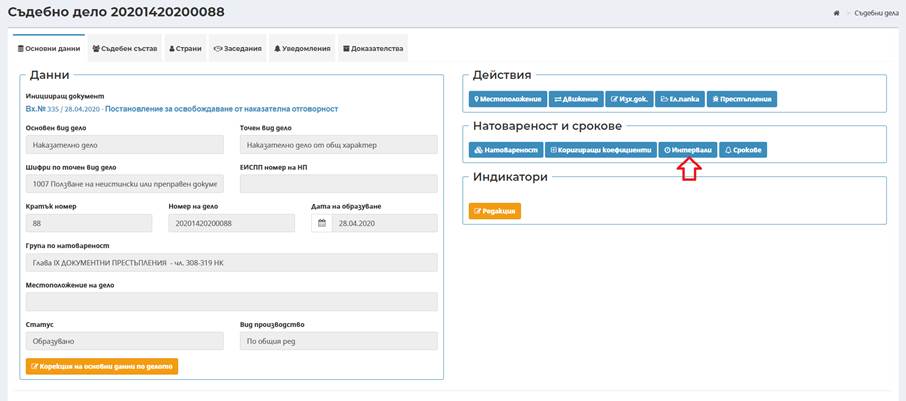 Съдебно дело 20201420200088
Съдебни дела
Основни данни
Съдебен състав
Страни
Заседания
Уведомления
Доказателства
Данни
Иницииращ документ
Вх.№ 335 / 28.04.2020 - Постановление за освобождаване от наказателна отговорност
Основен вид дело
Точен вид дело
Наказателно дело
Наказателно дело от общ характер
Шифри по точен вид дело
ЕИСПП номер на НП
1007 Ползване на неистински или преправен докуме
Кратък номер
Номер на дело
Дата на образуване
88
20201420200088
28.04.2020
Група по натовареност
Глава IX ДОКУМЕНТНИ ПРЕСТЪПЛЕНИЯ - чл. 308-319 НК
Местоположение на дело
Статус
Вид производство
Образувано
По общия ред
Корекция на основни данни по делото
Действия
Местоположение
Движение
Изх.док.
Ел.папка
Престъпления
Натовареност и срокове
Натовареност
Коригиращи коефициенти
Интервали
Срокове
Индикатори
Редакция